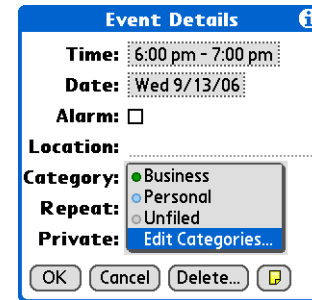 Event Details
Time: 6:00 pm - 7:00 pm
Date: Wed 9/13/06
Alarm:
Location:
Category: Business
Personal
Repeat:
Unfiled
Private: Edit Categories...
OK Cancel Delete...